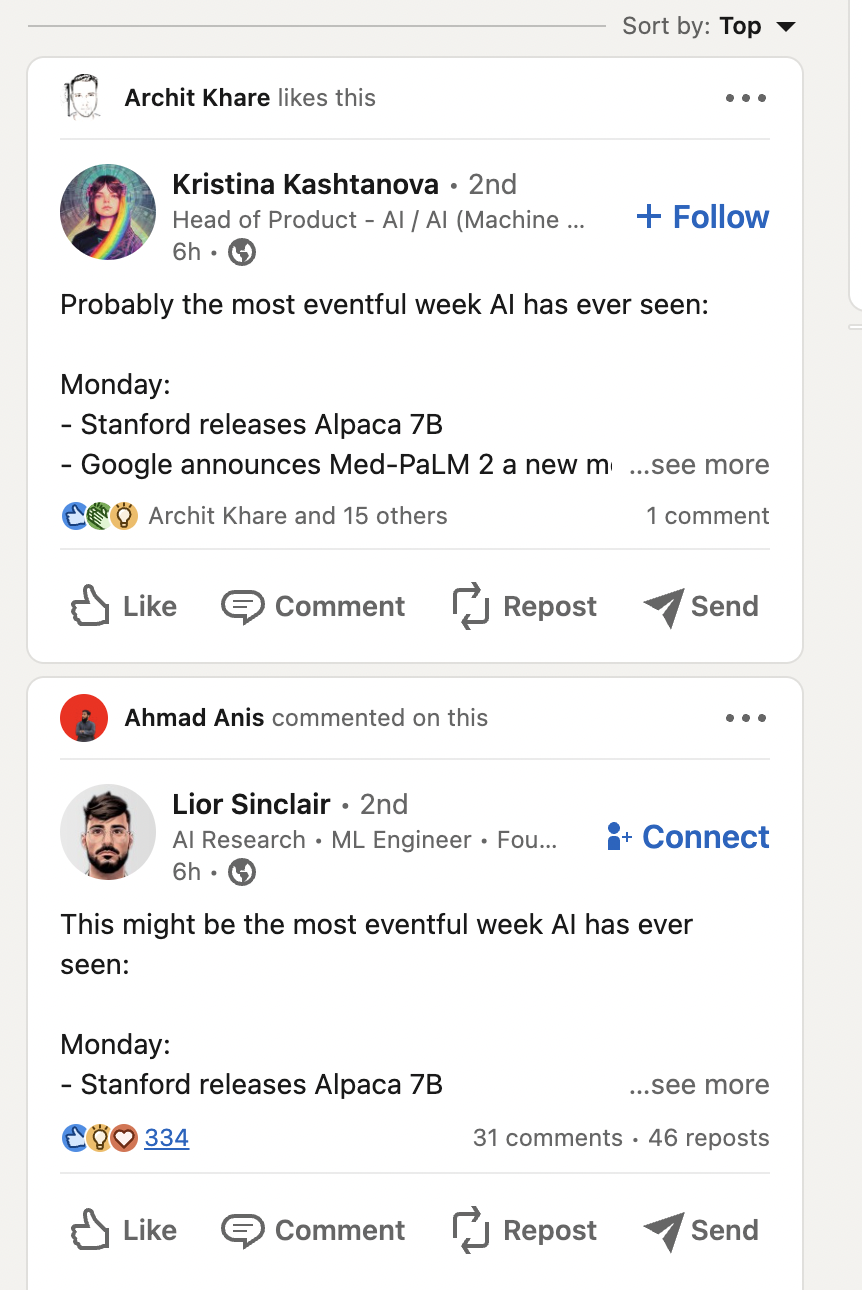 Sort by: Top
Archit Khare likes this
Kristina Kashtanova • 2nd
Head of Product - AI / AI (Machine ...
+ Follow
6h •
Probably the most eventful week AI has ever seen:
Monday:
- Stanford releases Alpaca 7B
- Google announces Med-PaLM 2 a new ...see more
Archit Khare and 15 others
1 comment
Like
Comment
Repost
Send
Ahmad Anis commented on this
Lior Sinclair • 2nd
AI Research • ML Engineer • Fou...
Connect
6h •
This might be the most eventful week AI has ever
seen:
Monday:
- Stanford releases Alpaca 7B ...see more
334
31 comments • 46 reposts
Like
Comment
Repost
Send